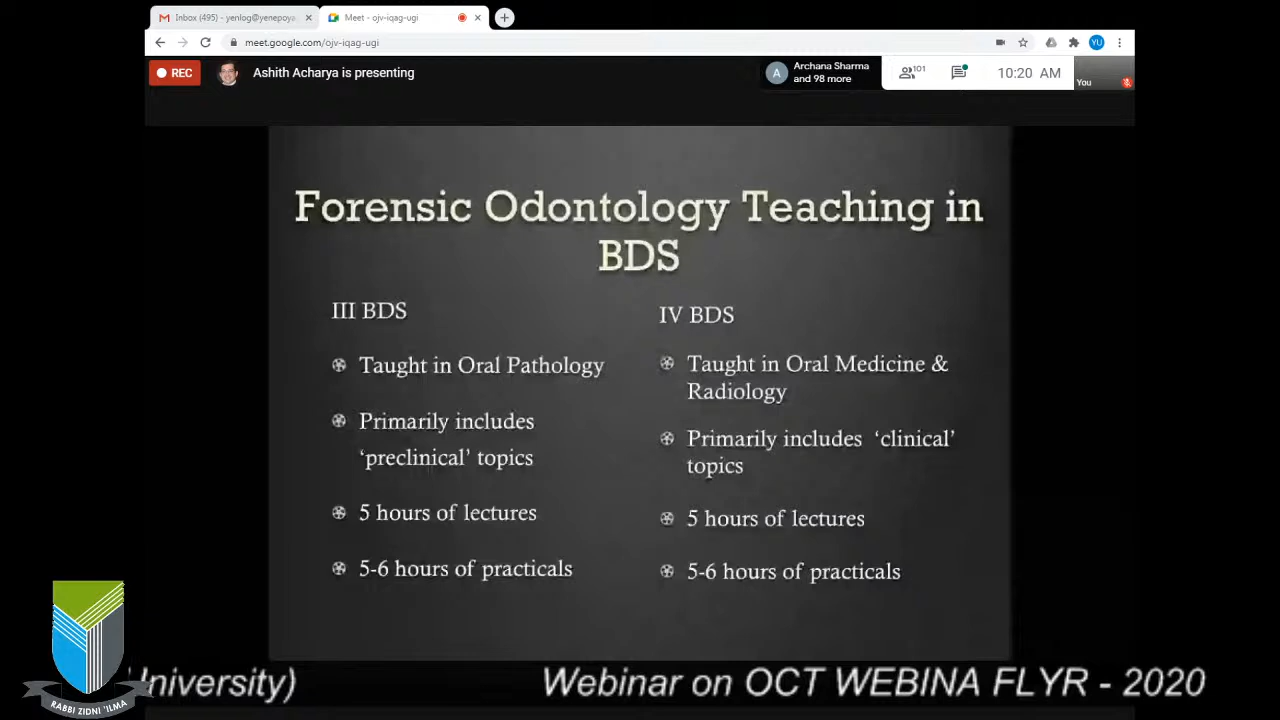 Inbox (495) - yenlog@yenepoya
Meet - ojv-iqag-ugi
meet.google.com/ojv-iqag-ugi
YU
REC
Ashith Acharya is presenting
A
Archana Sharma
and 98 more
101
10:20 AM
You
Forensic Odontology Teaching in
BDS
III BDS
Taught in Oral Pathology
Primarily includes
‘preclinical’ topics
5 hours of lectures
5-6 hours of practicals
IV BDS
Taught in Oral Medicine &
Radiology
Primarily includes ‘clinical’
topics
5 hours of lectures
5-6 hours of practicals
University) Webinar on OCT WEBINA FLYR - 2020
RABBI ZIDNI 'ILMA